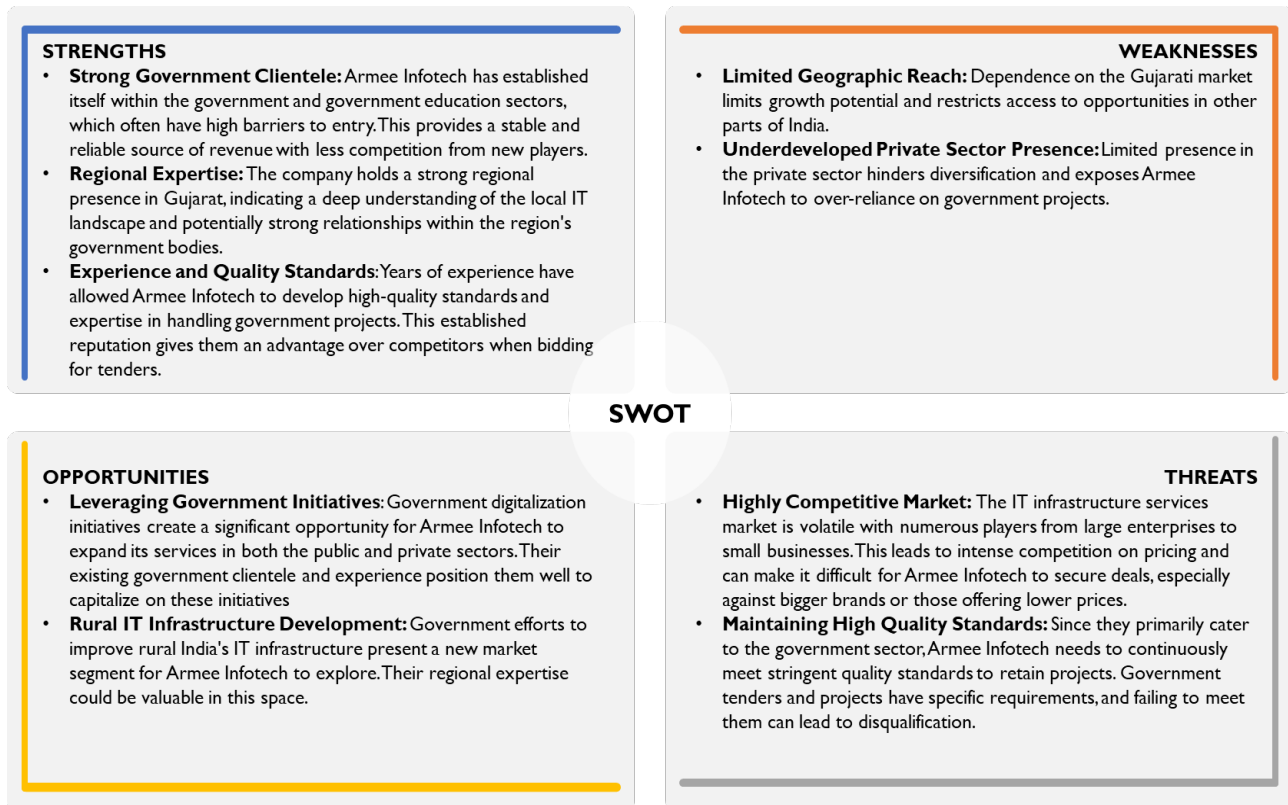 STRENGTHS
• Strong Government Clientele: Armee Infotech has established
itself within the government and government education sectors,
which often have high barriers to entry. This provides a stable and
reliable source of revenue with less competition from new players.
• Regional Expertise: The company holds a strong regional
presence in Gujarat, indicating a deep understanding of the local IT
landscape and potentially strong relationships within the region's
government bodies.
• Experience and Quality Standards: Years of experience have
allowed Armee Infotech to develop high-quality standards and
expertise in handling government projects. This established
reputation gives them an advantage over competitors when bidding
for tenders.
WEAKNESSES
• Limited Geographic Reach: Dependence on the Gujarati market
limits growth potential and restricts access to opportunities in other
parts of India.
• Underdeveloped Private Sector Presence: Limited presence in
the private sector hinders diversification and exposes Armee
Infotech to over-reliance on government projects.
SWOT
OPPORTUNITIES
• Leveraging Government Initiatives: Government digitalization
initiatives create a significant opportunity for Armee Infotech to
expand its services in both the public and private sectors. Their
existing government clientele and experience position them well to
capitalize on these initiatives
• Rural IT Infrastructure Development: Government efforts to
improve rural India's IT infrastructure present a new market
segment for Armee Infotech to explore. Their regional expertise
could be valuable in this space.
THREATS
• Highly Competitive Market: The IT infrastructure services
market is volatile with numerous players from large enterprises to
small businesses. This leads to intense competition on pricing and
can make it difficult for Armee Infotech to secure deals, especially
against bigger brands or those offering lower prices.
• Maintaining High Quality Standards: Since they primarily cater
to the government sector, Armee Infotech needs to continuously
meet stringent quality standards to retain projects. Government
tenders and projects have specific requirements, and failing to meet
them can lead to disqualification.